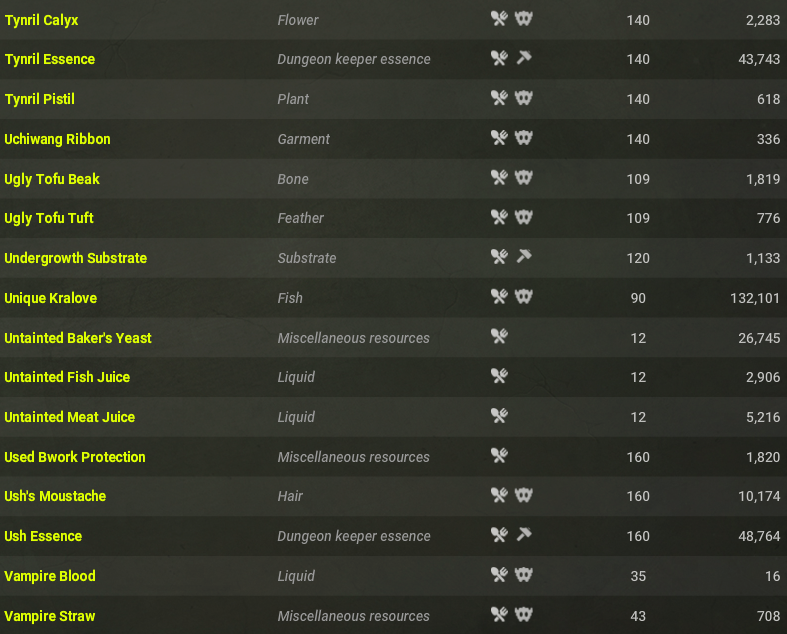 Tynril Calyx Flower 140 2,283
Tynril Essence Dungeon keeper essence 140 43,743
Tynril Pistil Plant 140 618
Uchiwang Ribbon Garment 140 336
Ugly Tofu Beak Bone 109 1,819
Ugly Tofu Tuft Feather 109 776
Undergrowth Substrate Substrate 120 1,133
Unique Kralove Fish 90 132,101
Untainted Baker's Yeast Miscellaneous resources 12 26,745
Untainted Fish Juice Liquid 12 2,906
Untainted Meat Juice Liquid 12 5,216
Used Bwork Protection Miscellaneous resources 160 1,820
Ush's Moustache Hair 160 10,174
Ush Essence Dungeon keeper essence 160 48,764
Vampire Blood Liquid 35 16
Vampire Straw Miscellaneous resources 43 708